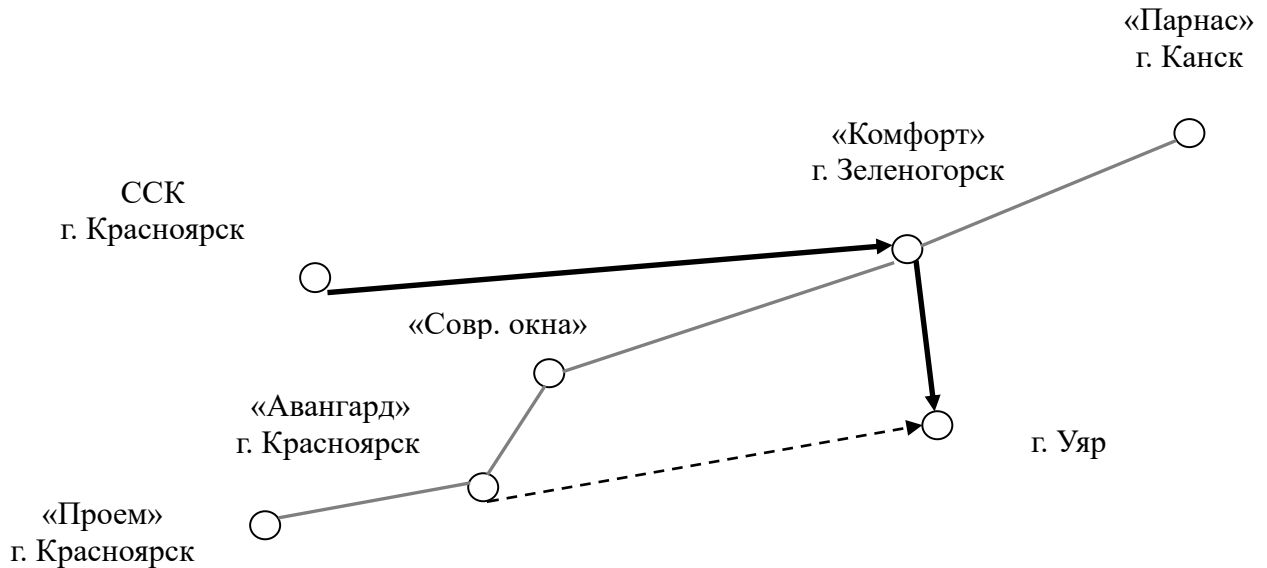 «Парнас»
г. Канск
«Комфорт»
г. Зеленогорск
ССК
г. Красноярск
«Совр. окна»
«Авангард»
г. Красноярск
г. Уяр
«Проем»
г. Красноярск